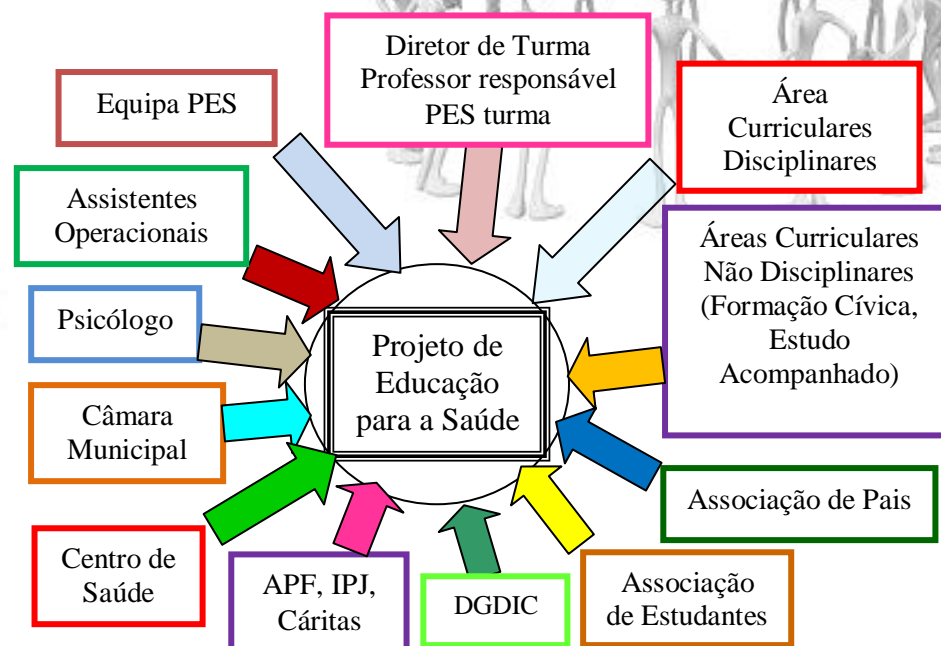 Diretor de Turma
Professor responsável
PES turma
Equipa PES
Área
Curriculares
Disciplinares
Assistentes
Operacionais
Áreas Curriculares
Não Disciplinares
(Formação Cívica,
Estudo
Acompanhado)
Psicólogo
Projeto de
Educação
para a Saúde
Câmara
Municipal
Associação de Pais
Centro de
Saúde
APF, IPJ,
Cáritas
DGDIC
Associação
de Estudantes